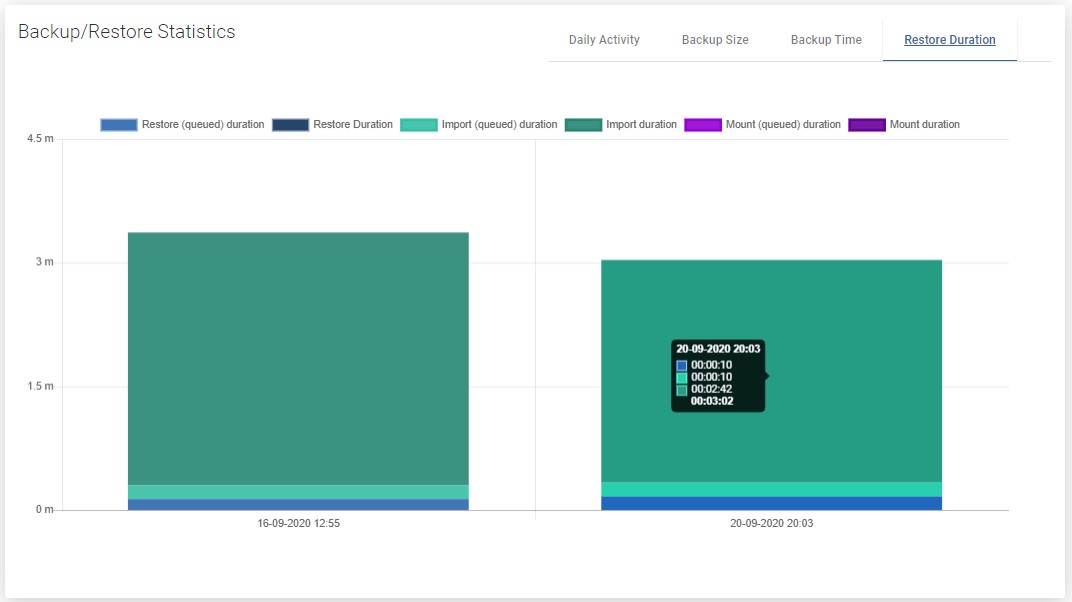 Backup/Restore Statistics
Daily Activity Backup Size Backup Time Restore Duration
Restore (queued) duration Restore Duration Import (queued) duration Import duration Mount (queued) duration Mount duration
4.5 m
3 m
1.5 m
0 m
20-09-2020 20:03
00:00:10
00:00:10
00:02:42
00:03:02
16-09-2020 12:55 20-09-2020 20:03